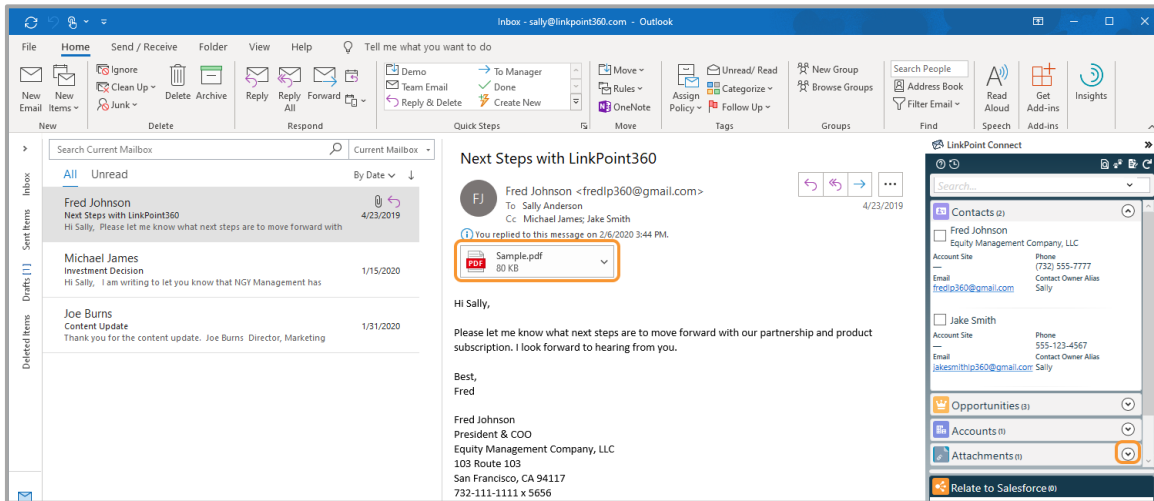 Inbox - sally@linkpoint360.com - Outlook
File Home Send / Receive Folder View Help Tell me what you want to do
New Email
New Items
New
Ignore
Clean Up
Junk
Delete
Archive
Delete
Reply
Reply All
Forward
Respond
Demo
Team Email
Reply & Delete
To Manager
Done
Create New
Quick Steps
Move
Rules
OneNote
Move
Assign Policy
Unread/ Read
Categorize
Follow Up
Tags
New Group
Browse Groups
Groups
Search People
Address Book
Filter Email
Find
Read Aloud
Speech
Get Add-ins
Add-ins
Insights
Inbox
Sent Items
Drafts [1]
Deleted Items
Search Current Mailbox
Current Mailbox
All Unread
By Date
Fred Johnson
Next Steps with LinkPoint360 4/23/2019
Hi Sally, Please let me know what next steps are to move forward with
Michael James
Investment Decision 1/15/2020
Hi Sally, I am writing to let you know that NGY Management has
Joe Burns
Content Update 1/31/2020
Thank you for the content update. Joe Burns Director, Marketing
Next Steps with LinkPoint360
FJ
Fred Johnson <fredlp360@gmail.com>
To Sally Anderson
Cc Michael James; Jake Smith
4/23/2019
You replied to this message on 2/6/2020 3:44 PM.
PDF
Sample.pdf
80 KB
Hi Sally,
Please let me know what next steps are to move forward with our partnership and product
subscription. I look forward to hearing from you.
Best,
Fred
Fred Johnson
President & COO
Equity Management Company, LLC
103 Route 103
San Francisco, CA 94117
732-111-1111 x 5656
LinkPoint Connect
Search...
Contacts (2)
Fred Johnson
Equity Management Company, LLC
Account Site Phone
— (732) 555-7777
Email Contact Owner Alias
fredlp360@gmail.com Sally
Jake Smith
Account Site Phone
— 555-123-4567
Email Contact Owner Alias
jakesmithlp360@gmail.com Sally
Opportunities (3)
Accounts (1)
Attachments (1)
Relate to Salesforce (0)